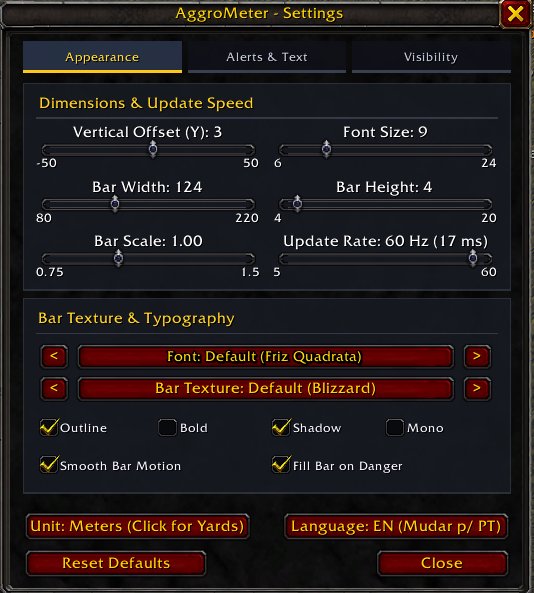 AggroMeter - Settings
Appearance
Alerts & Text
Visibility
Dimensions & Update Speed
Vertical Offset (Y): 3
Font Size: 9
-50
50
6
24
Bar Width: 124
Bar Height: 4
80
220
4
20
Bar Scale: 1.00
Update Rate: 60 Hz (17 ms)
0.75
1.5
5
60
Bar Texture & Typography
<
Font: Default (Friz Quadrata)
>
<
Bar Texture: Default (Blizzard)
>
Outline
Bold
Shadow
Mono
Smooth Bar Motion
Fill Bar on Danger
Unit: Meters (Click for Yards)
Language: EN (Mudar p/ PT)
Reset Defaults
Close